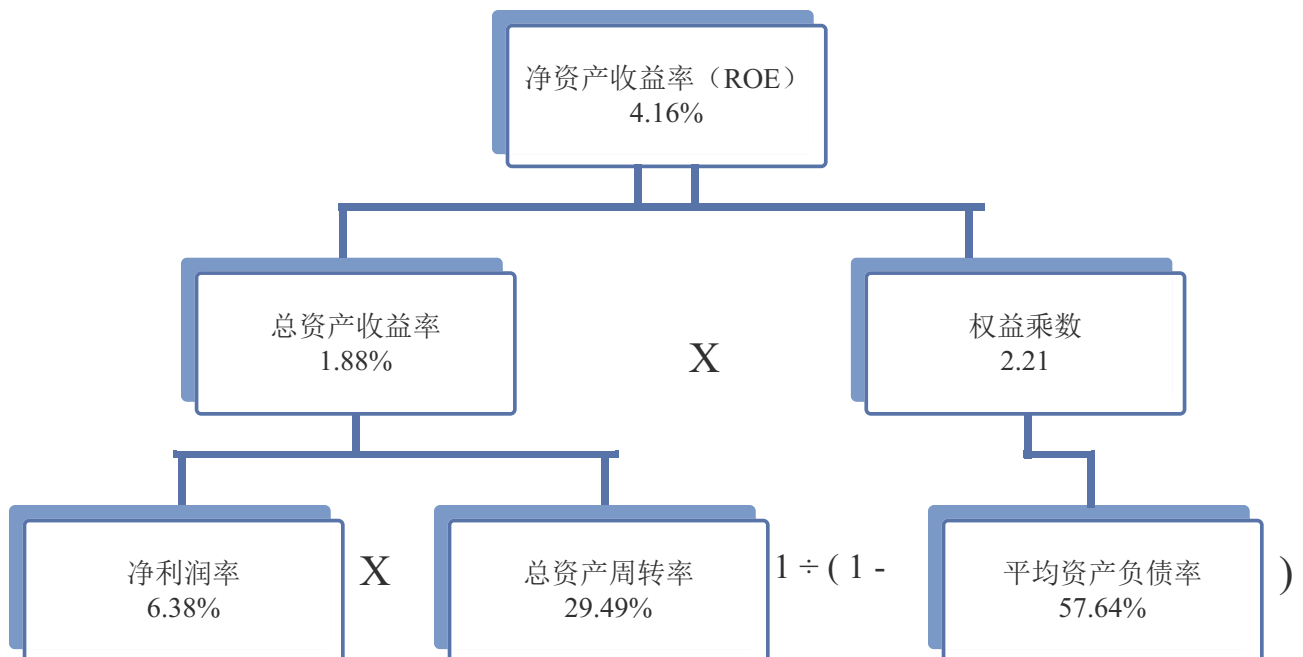 净资产收益率（ROE）
4.16%
总资产收益率
1.88%
X
权益乘数
2.21
净利润率
6.38%
X
总资产周转率
29.49%
1 ÷ ( 1 -
平均资产负债率
57.64%
)